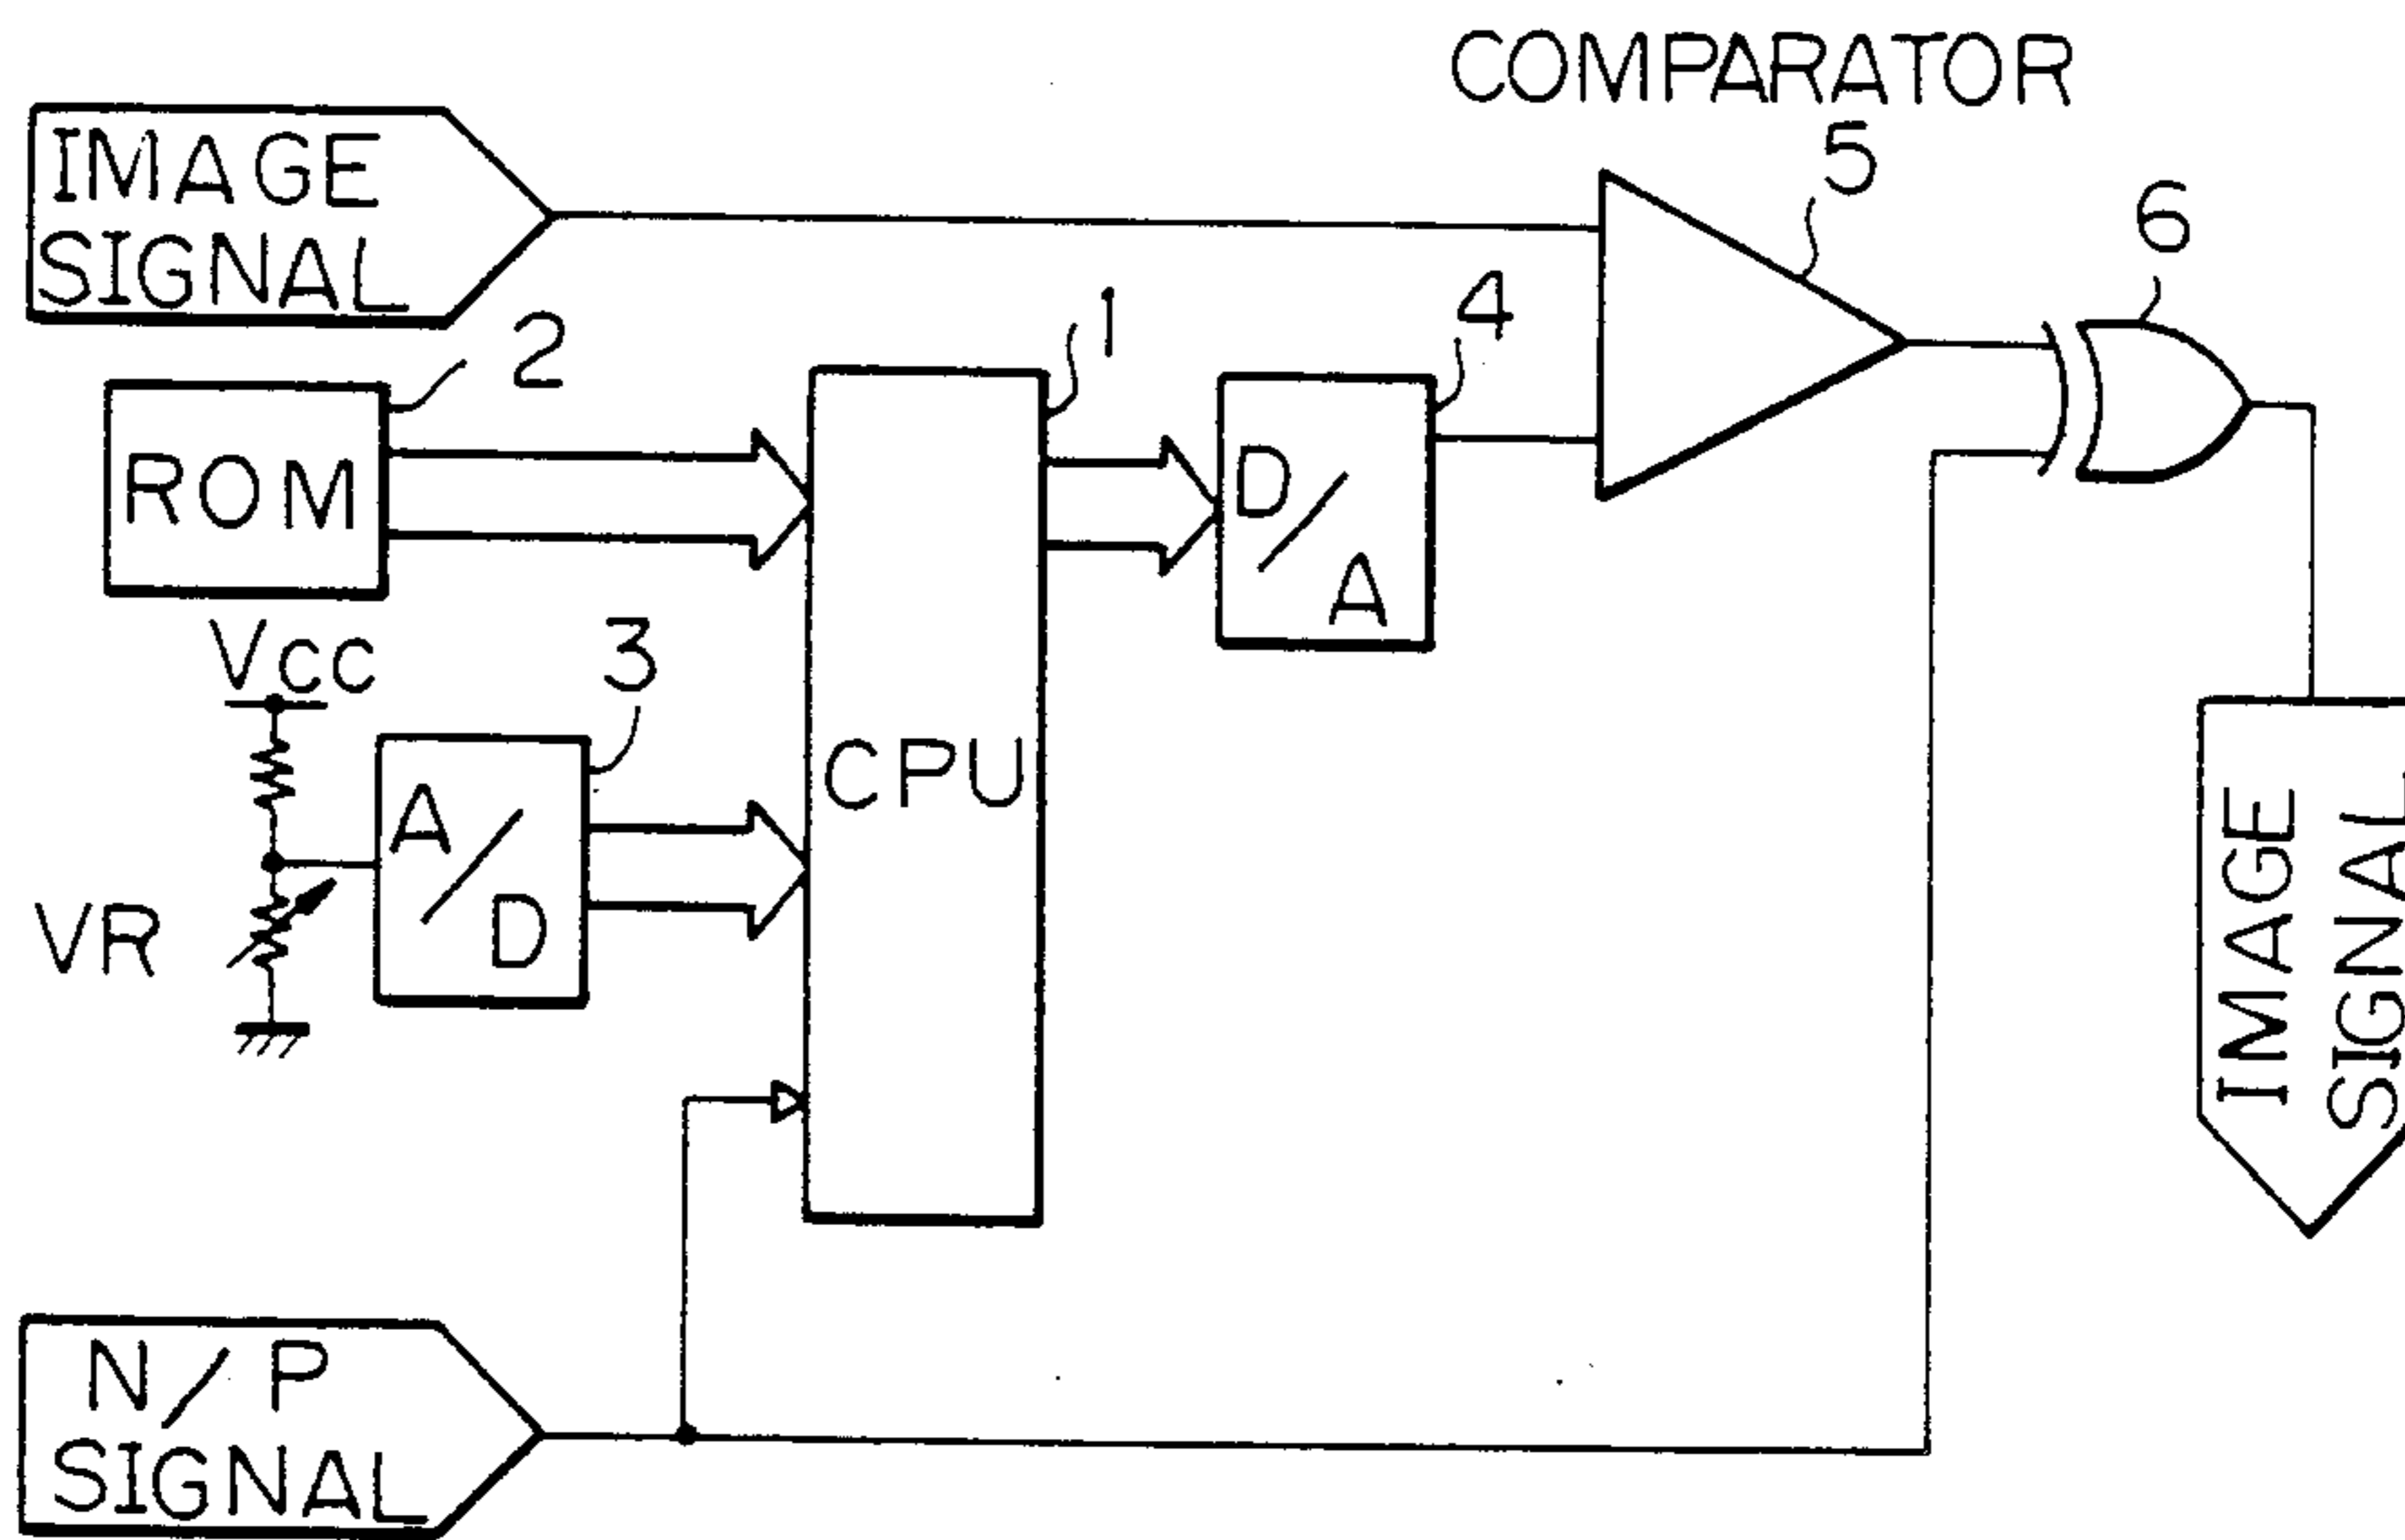 COMPARATOR
5
IMAGE
SIGNAL
6
2
1
4
ROM
D/A
Vcc
3
CPU
A/D
VR
IMAGE
SIGNAL
N/P
SIGNAL